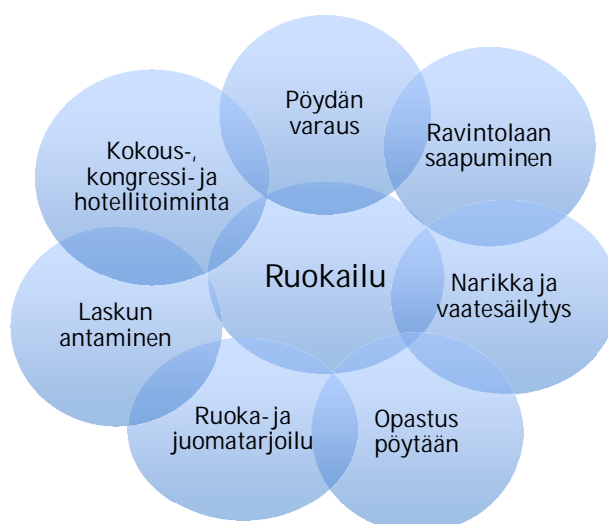 Pöydän
varaus
Ravintolaan
saapuminen
Narikka ja
vaatesäilytys
Opastus
pöytään
Ruoka- ja
juomatarjoilu
Laskun
antaminen
Kokous-,
kongressi- ja
hotellitoiminta
Ruokailu